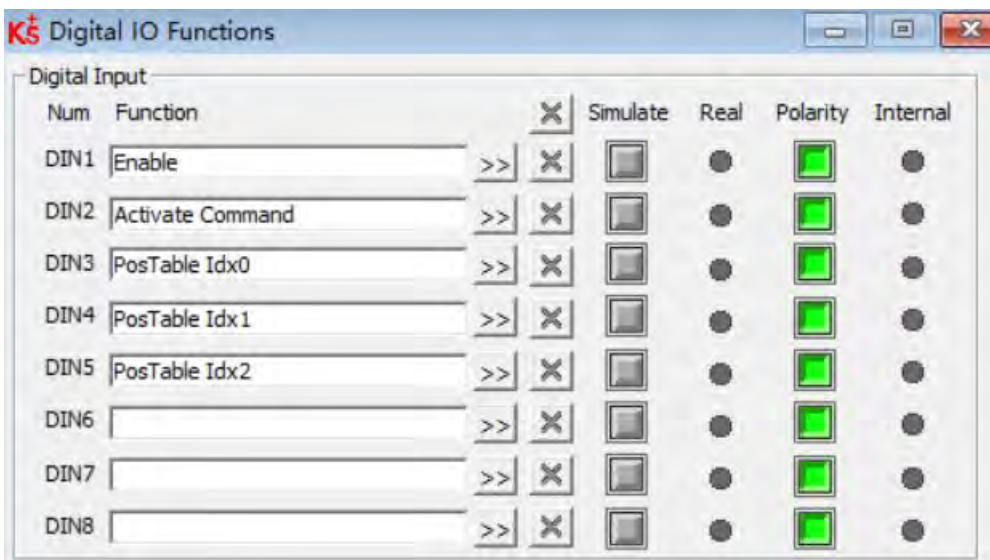 KS+ Digital IO Functions
Digital Input
Num Function Simulate Real Polarity Internal
DIN1 Enable >>
DIN2 Activate Command >>
DIN3 PosTable Idx0 >>
DIN4 PosTable Idx1 >>
DIN5 PosTable Idx2 >>
DIN6 >>
DIN7 >>
DIN8 >>